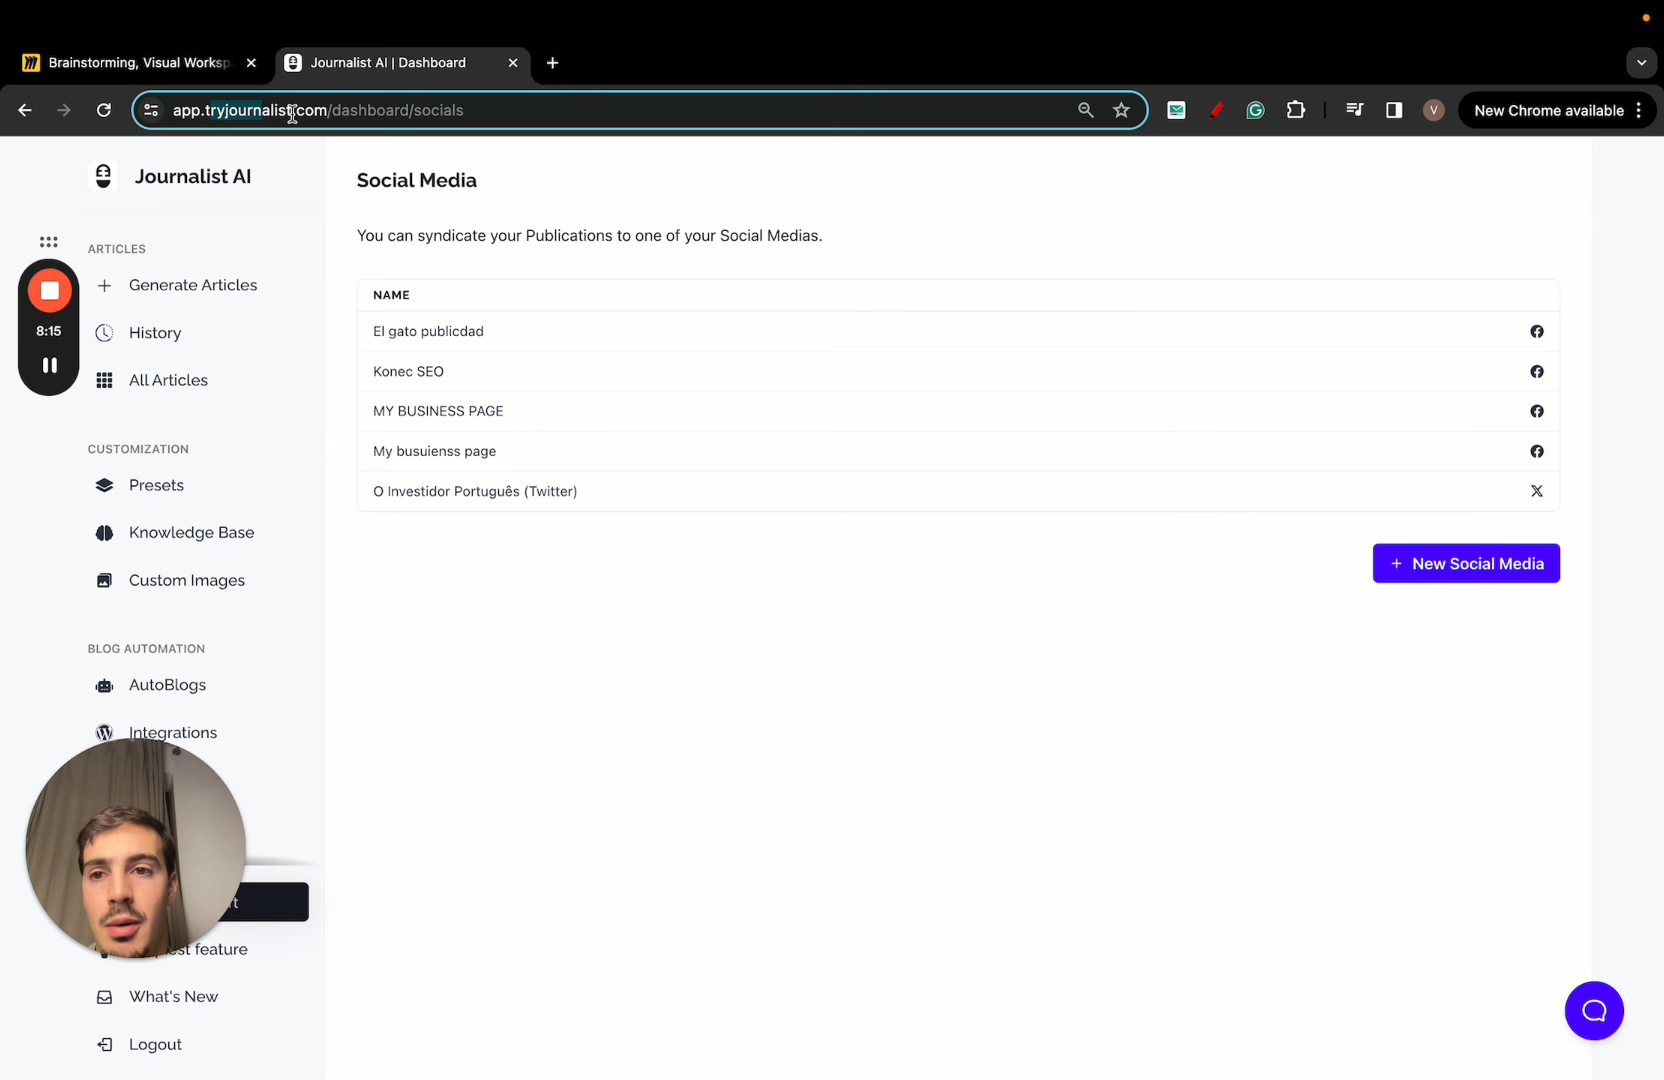 Brainstorming, Visual Worksp
Journalist AI | Dashboard
app.tryjournalist.com/dashboard/socials
V
New Chrome available
Journalist AI
ARTICLES
Generate Articles
8:15
History
All Articles
CUSTOMIZATION
Presets
Knowledge Base
Custom Images
BLOG AUTOMATION
AutoBlogs
Integrations
rt
est feature
What's New
Logout
Social Media
You can syndicate your Publications to one of your Social Medias.
NAME
El gato publicdad
Konec SEO
MY BUSINESS PAGE
My busuienss page
O Investidor Português (Twitter)
+ New Social Media